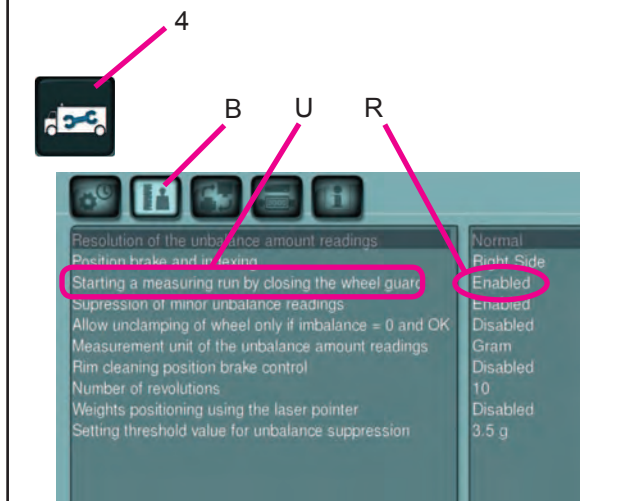 4
B U R
Resolution of the unbalance amount readings Normal
Position brake and indexing Right Side
Starting a measuring run by closing the wheel guard Enabled
Supression of minor unbalance readings Enabled
Allow unclamping of wheel only if imbalance = 0 and OK Disabled
Measurement unit of the unbalance amount readings Gram
Rim cleaning position brake control Disabled
Number of revolutions 10
Weights positioning using the laser pointer Disabled
Setting threshold value for unbalance suppression 3.5 g